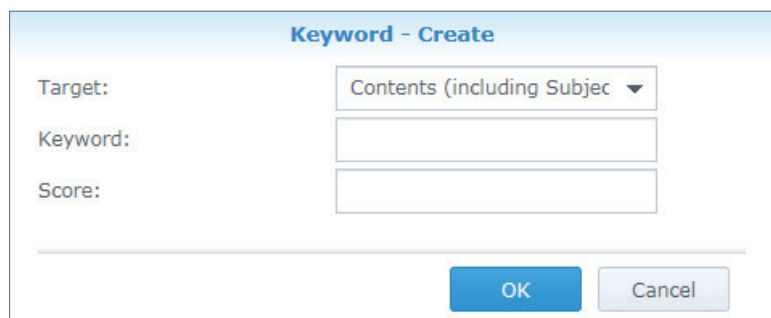 Keyword - Create
Target: Contents (including Subjec
Keyword:
Score:
OK Cancel